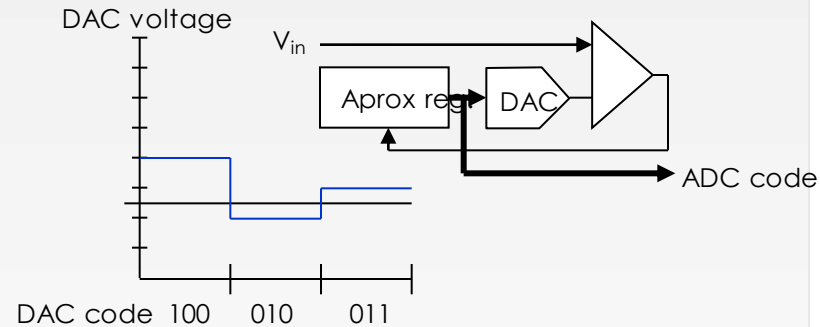 DAC voltage
Vin
Aprox reg.
DAC
ADC code
DAC code 100 010 011